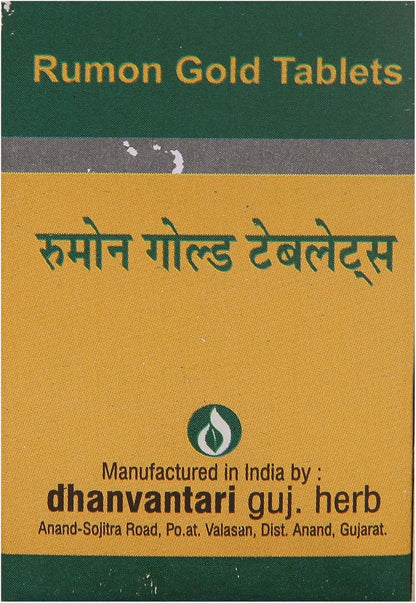 Rumon Gold Tablets
रुमोन गोल्ड टेबलेट्स
Manufactured in India by :
dhanvantari guj. herb
Anand-Sojitra Road, Po.at. Valasan, Dist. Anand, Gujarat.